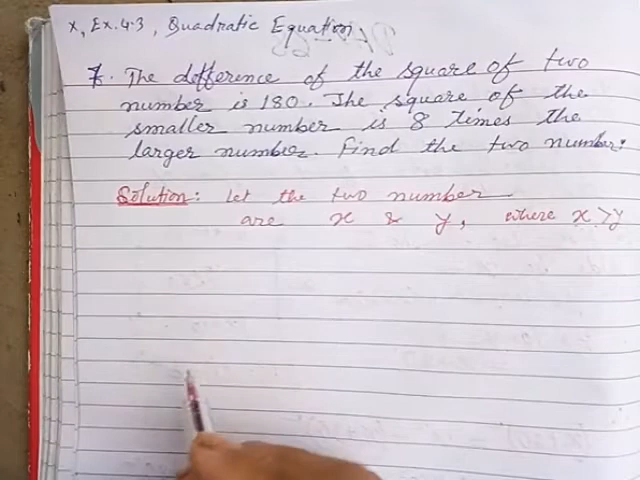 X, Ex. 4.3, Quadratic Equation
7. The difference of the square of two
number is 180. The square of the
smaller number is 8 times the
larger number. Find the two number:
Solution: Let the two number
are x & y, where x > y